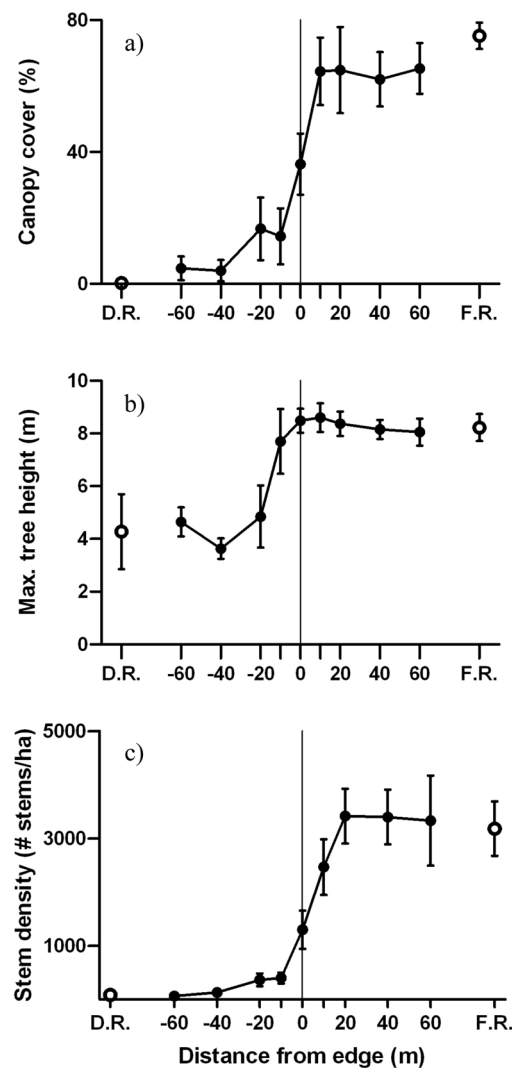 a)
Canopy cover (%)
80
40
0
D.R. -60 -40 -20 0 20 40 60 F.R.
b)
Max. tree height (m)
10
8
6
4
2
0
D.R. -60 -40 -20 0 20 40 60 F.R.
c)
Stem density (# stems/ha)
5000
3000
1000
D.R. -60 -40 -20 0 20 40 60 F.R.
Distance from edge (m)